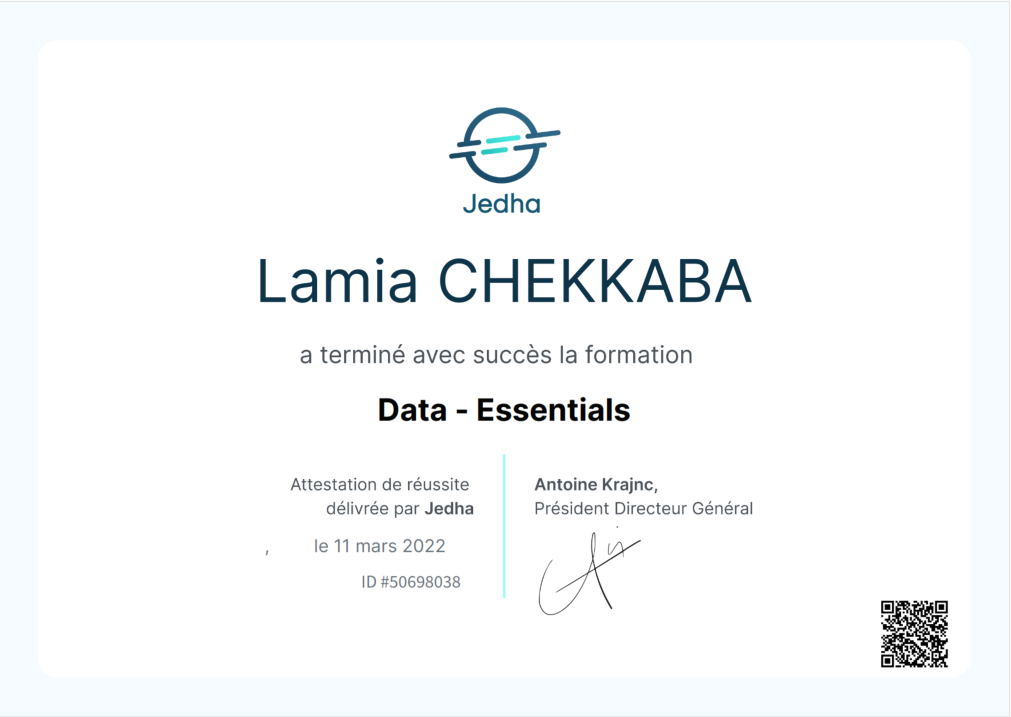 Jedha
Lamia CHEKKABA
a terminé avec succès la formation
Data - Essentials
Attestation de réussite
délivrée par Jedha
, le 11 mars 2022
ID #50698038
Antoine Krajnc,
Président Directeur Général